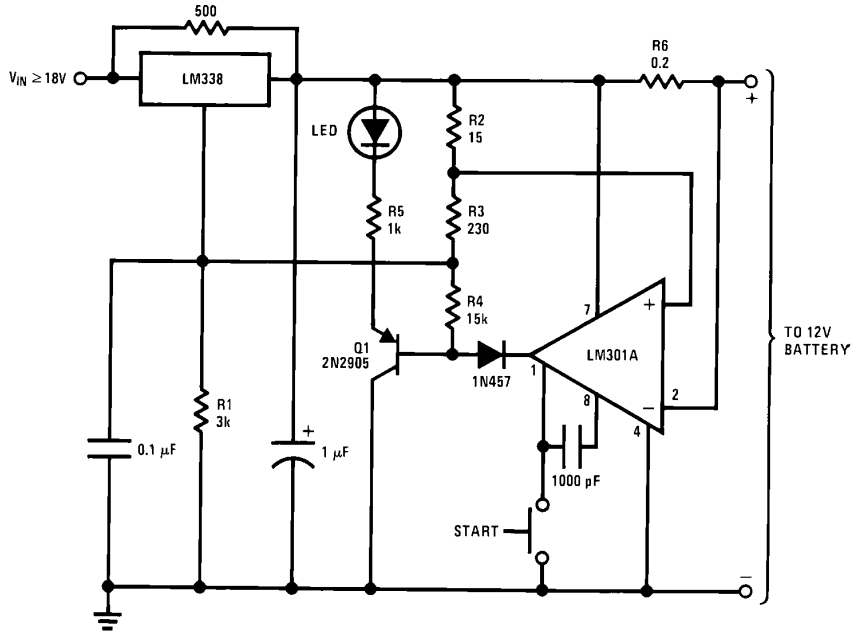 500
V_IN ≥ 18V
LM338
R6
0.2
+
LED
R2
15
R5
1k
R3
230
R4
15k
7
+
LM301A
TO 12V
BATTERY
Q1
2N2905
1N457
1
8
2
−
4
R1
3k
0.1 μF
+
1 μF
1000 pF
START
−